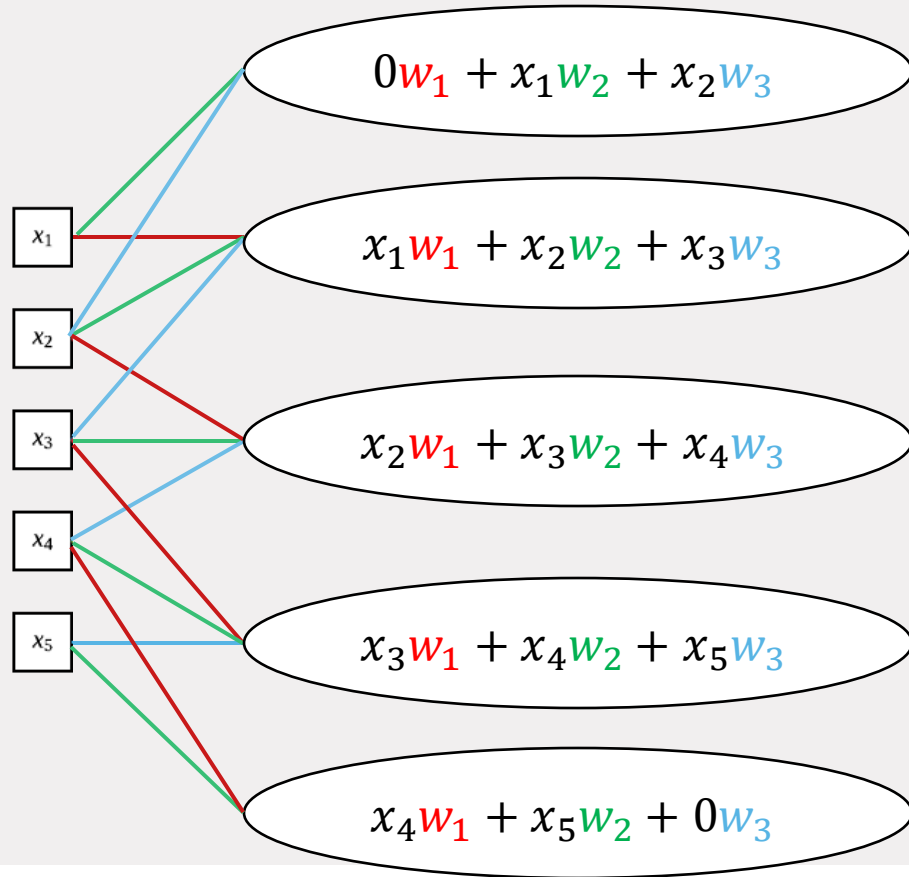 0w₁ + x₁w₂ + x₂w₃
x₁
x₁w₁ + x₂w₂ + x₃w₃
x₂
x₃
x₂w₁ + x₃w₂ + x₄w₃
x₄
x₅
x₃w₁ + x₄w₂ + x₅w₃
x₄w₁ + x₅w₂ + 0w₃